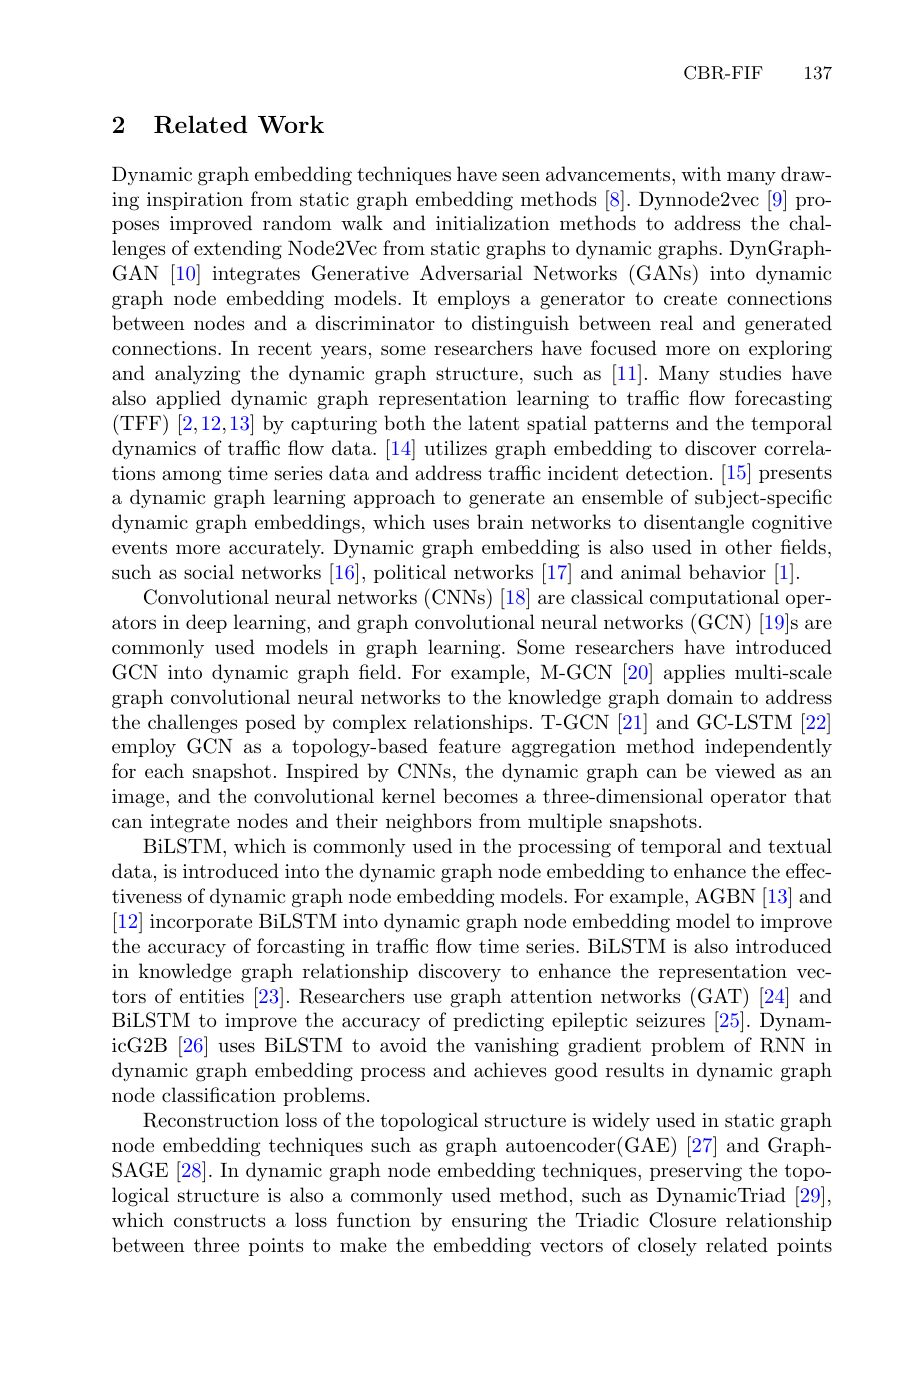 CBR-FIF 137
2 Related Work
Dynamic graph embedding techniques have seen advancements, with many draw-
ing inspiration from static graph embedding methods [8]. Dynnode2vec [9] pro-
poses improved random walk and initialization methods to address the chal-
lenges of extending Node2Vec from static graphs to dynamic graphs. DynGraph-
GAN [10] integrates Generative Adversarial Networks (GANs) into dynamic
graph node embedding models. It employs a generator to create connections
between nodes and a discriminator to distinguish between real and generated
connections. In recent years, some researchers have focused more on exploring
and analyzing the dynamic graph structure, such as [11]. Many studies have
also applied dynamic graph representation learning to traffic flow forecasting
(TFF) [2,12,13] by capturing both the latent spatial patterns and the temporal
dynamics of traffic flow data. [14] utilizes graph embedding to discover correla-
tions among time series data and address traffic incident detection. [15] presents
a dynamic graph learning approach to generate an ensemble of subject-specific
dynamic graph embeddings, which uses brain networks to disentangle cognitive
events more accurately. Dynamic graph embedding is also used in other fields,
such as social networks [16], political networks [17] and animal behavior [1].
Convolutional neural networks (CNNs) [18] are classical computational oper-
ators in deep learning, and graph convolutional neural networks (GCN) [19]s are
commonly used models in graph learning. Some researchers have introduced
GCN into dynamic graph field. For example, M-GCN [20] applies multi-scale
graph convolutional neural networks to the knowledge graph domain to address
the challenges posed by complex relationships. T-GCN [21] and GC-LSTM [22]
employ GCN as a topology-based feature aggregation method independently
for each snapshot. Inspired by CNNs, the dynamic graph can be viewed as an
image, and the convolutional kernel becomes a three-dimensional operator that
can integrate nodes and their neighbors from multiple snapshots.
BiLSTM, which is commonly used in the processing of temporal and textual
data, is introduced into the dynamic graph node embedding to enhance the effec-
tiveness of dynamic graph node embedding models. For example, AGBN [13] and
[12] incorporate BiLSTM into dynamic graph node embedding model to improve
the accuracy of forcasting in traffic flow time series. BiLSTM is also introduced
in knowledge graph relationship discovery to enhance the representation vec-
tors of entities [23]. Researchers use graph attention networks (GAT) [24] and
BiLSTM to improve the accuracy of predicting epileptic seizures [25]. Dynam-
icG2B [26] uses BiLSTM to avoid the vanishing gradient problem of RNN in
dynamic graph embedding process and achieves good results in dynamic graph
node classification problems.
Reconstruction loss of the topological structure is widely used in static graph
node embedding techniques such as graph autoencoder(GAE) [27] and Graph-
SAGE [28]. In dynamic graph node embedding techniques, preserving the topo-
logical structure is also a commonly used method, such as DynamicTriad [29],
which constructs a loss function by ensuring the Triadic Closure relationship
between three points to make the embedding vectors of closely related points